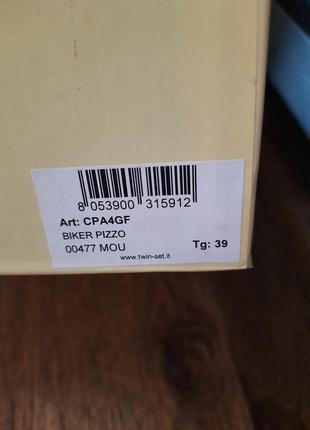 8 053900 315912
Art: CPA4GF
BIKER PIZZO
00477 MOU
Tg: 39
www.twin-set.it